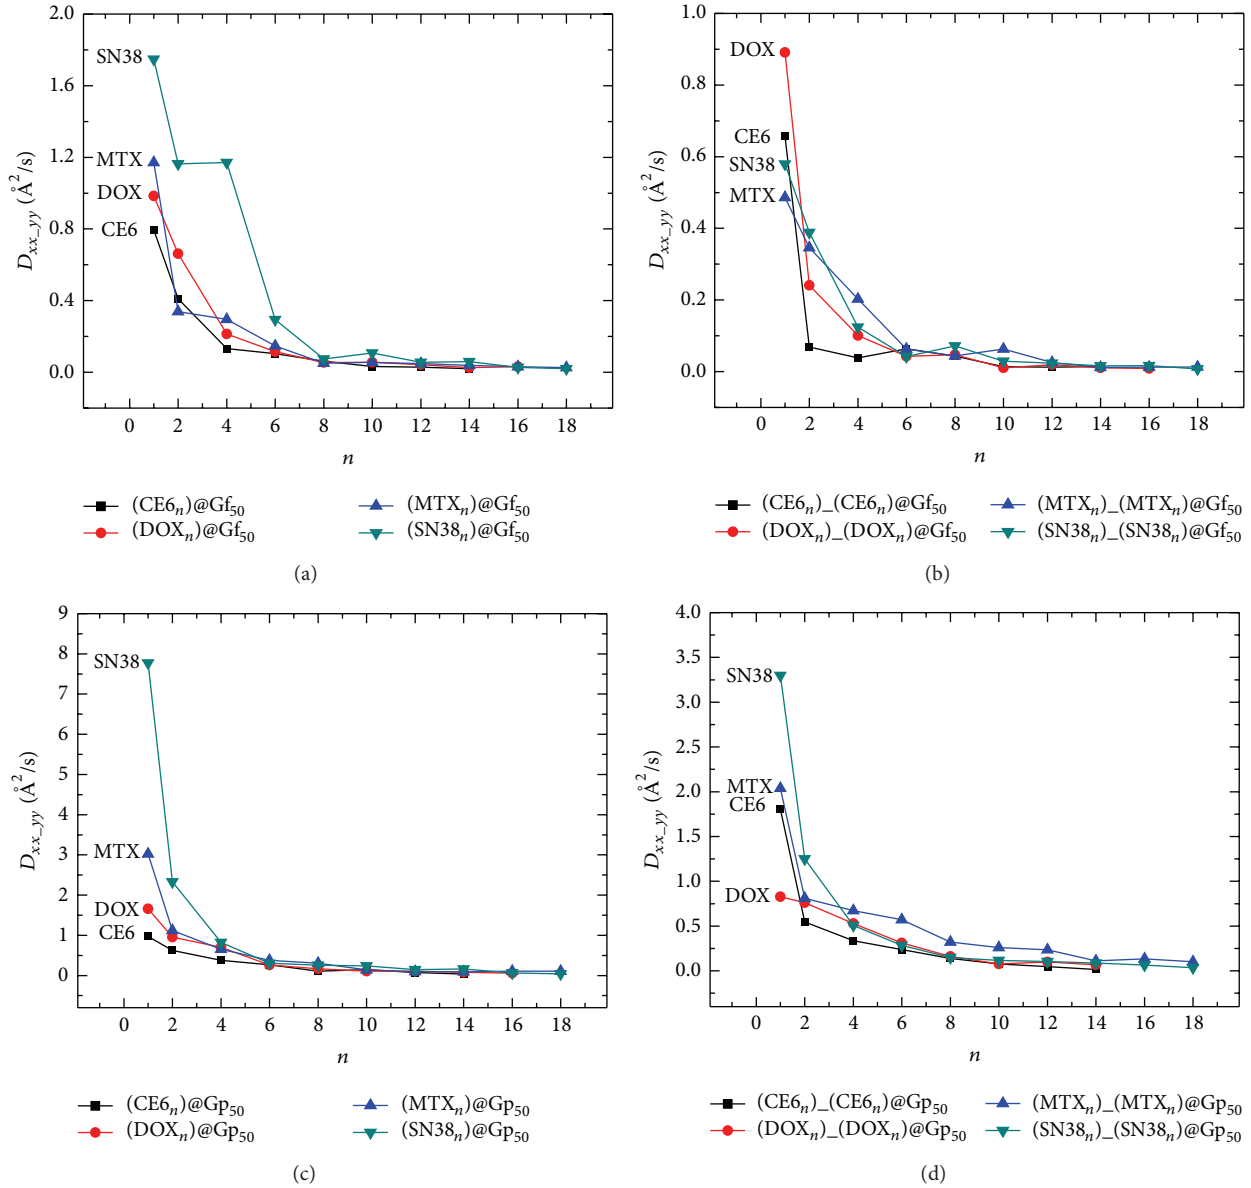 2.0
1.6
1.2
0.8
0.4
0.0
D_xx_yy (Å²/s)
SN38
MTX
DOX
CE6
0 2 4 6 8 10 12 14 16 18
n
(CE6ₙ)@Gf₅₀ (MTXₙ)@Gf₅₀
(DOXₙ)@Gf₅₀ (SN38ₙ)@Gf₅₀
(a)
1.0
0.8
0.6
0.4
0.2
0.0
D_xx_yy (Å²/s)
DOX
CE6
SN38
MTX
0 2 4 6 8 10 12 14 16 18
n
(CE6ₙ)_(CE6ₙ)@Gf₅₀ (MTXₙ)_(MTXₙ)@Gf₅₀
(DOXₙ)_(DOXₙ)@Gf₅₀ (SN38ₙ)_(SN38ₙ)@Gf₅₀
(b)
9
8
7
6
5
4
3
2
1
0
D_xx_yy (Å²/s)
SN38
MTX
DOX
CE6
0 2 4 6 8 10 12 14 16 18
n
(CE6ₙ)@Gp₅₀ (MTXₙ)@Gp₅₀
(DOXₙ)@Gp₅₀ (SN38ₙ)@Gp₅₀
(c)
4.0
3.5
3.0
2.5
2.0
1.5
1.0
0.5
0.0
D_xx_yy (Å²/s)
SN38
MTX
CE6
DOX
0 2 4 6 8 10 12 14 16 18
n
(CE6ₙ)_(CE6ₙ)@Gp₅₀ (MTXₙ)_(MTXₙ)@Gp₅₀
(DOXₙ)_(DOXₙ)@Gp₅₀ (SN38ₙ)_(SN38ₙ)@Gp₅₀
(d)